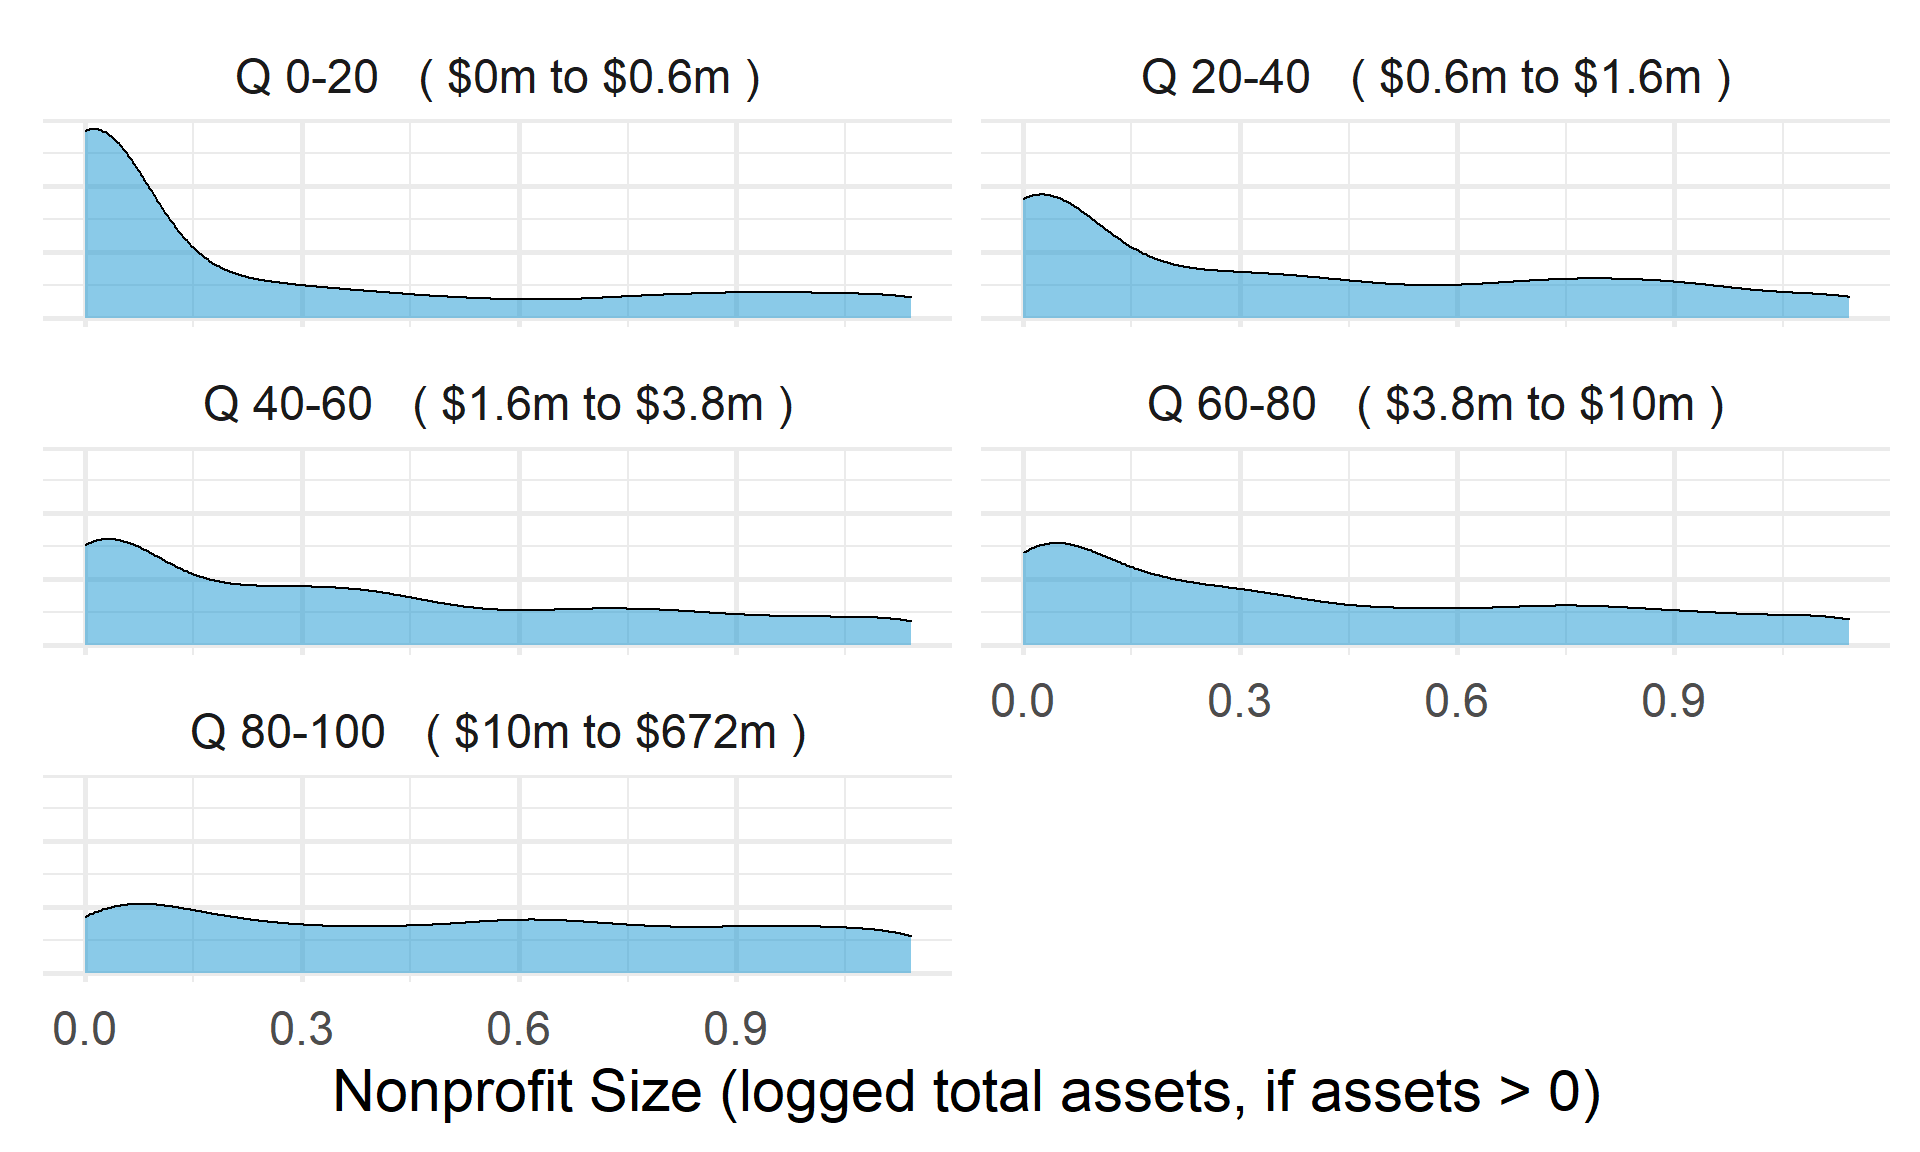 Q 0-20 ( $0m to $0.6m )
Q 20-40 ( $0.6m to $1.6m )
Q 40-60 ( $1.6m to $3.8m )
Q 60-80 ( $3.8m to $10m )
0.0 0.3 0.6 0.9
Q 80-100 ( $10m to $672m )
0.0 0.3 0.6 0.9
Nonprofit Size (logged total assets, if assets > 0)